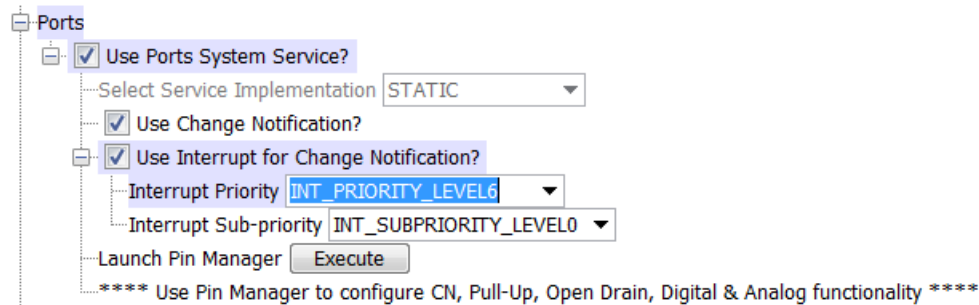 Ports
Use Ports System Service?
Select Service Implementation STATIC
Use Change Notification?
Use Interrupt for Change Notification?
Interrupt Priority INT_PRIORITY_LEVEL6
Interrupt Sub-priority INT_SUBPRIORITY_LEVEL0
Launch Pin Manager Execute
**** Use Pin Manager to configure CN, Pull-Up, Open Drain, Digital & Analog functionality ****